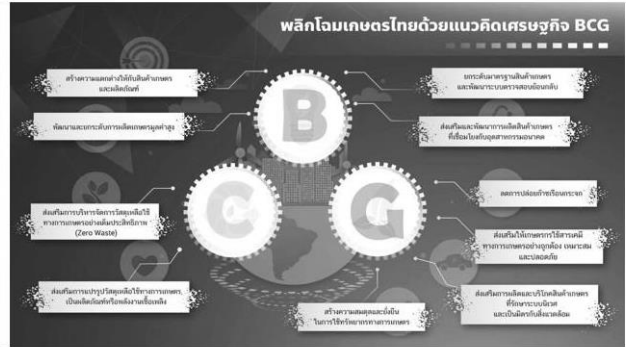 พลิกโฉมเกษตรไทยด้วยแนวคิดเศรษฐกิจ BCG
สร้างความแตกต่างให้กับสินค้าเกษตร
และผลิตภัณฑ์
พัฒนาและยกระดับการผลิตเกษตรมูลค่าสูง
ยกระดับมาตรฐานสินค้าเกษตร
และพัฒนาระบบตรวจสอบย้อนกลับ
ส่งเสริมและพัฒนาการผลิตสินค้าเกษตร
ที่เชื่อมโยงกับอุตสาหกรรมอนาคต
B
C
G
ส่งเสริมการบริหารจัดการวัสดุเหลือใช้
ทางการเกษตรอย่างเต็มประสิทธิภาพ
(Zero Waste)
ส่งเสริมการแปรรูปวัสดุเหลือใช้ทางการเกษตร,
เป็นผลิตภัณฑ์หรือพลังงานเชื้อเพลิง
ลดการปล่อยก๊าซเรือนกระจก
ส่งเสริมให้เกษตรกรใช้สารเคมี
ทางการเกษตรอย่างถูกต้อง เหมาะสม
และปลอดภัย
ส่งเสริมการผลิตและบริโภคสินค้าเกษตร
ที่รักษาระบบนิเวศ
และเป็นมิตรกับสิ่งแวดล้อม
สร้างความสมดุลและยั่งยืน
ในการใช้ทรัพยากรทางการเกษตร